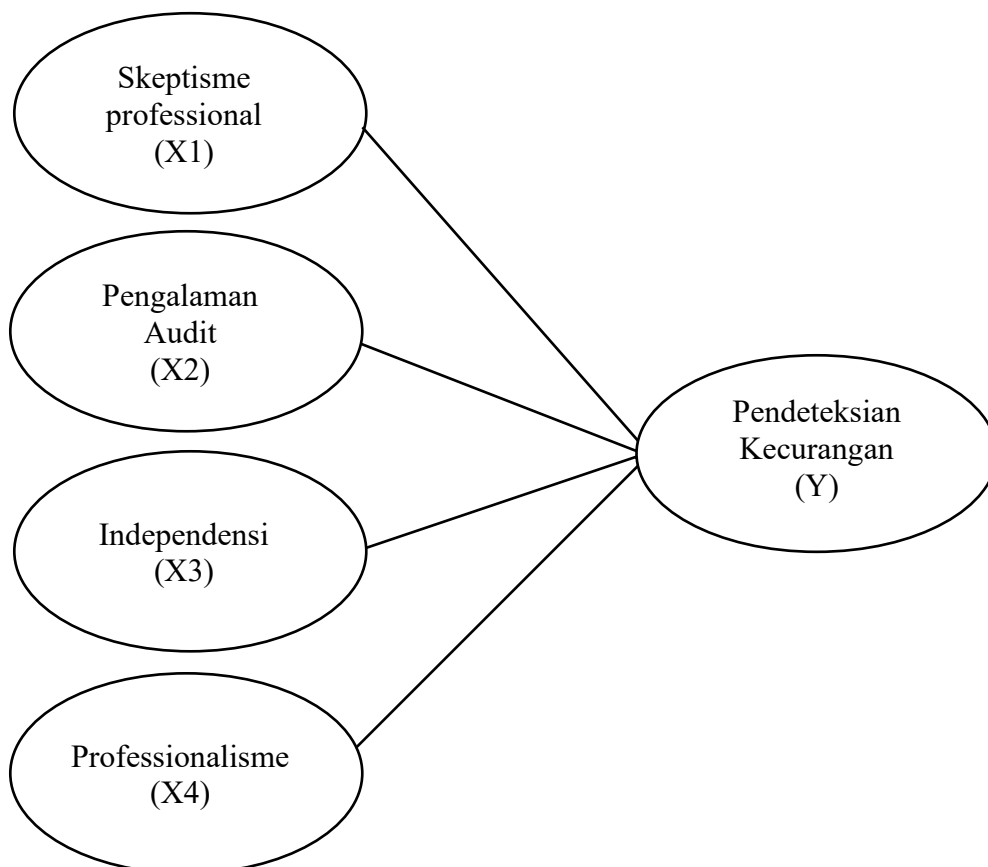 Skeptisme
professional
(X1)
Pengalaman
Audit
(X2)
Independensi
(X3)
Professionalisme
(X4)
Pendeteksian
Kecurangan
(Y)